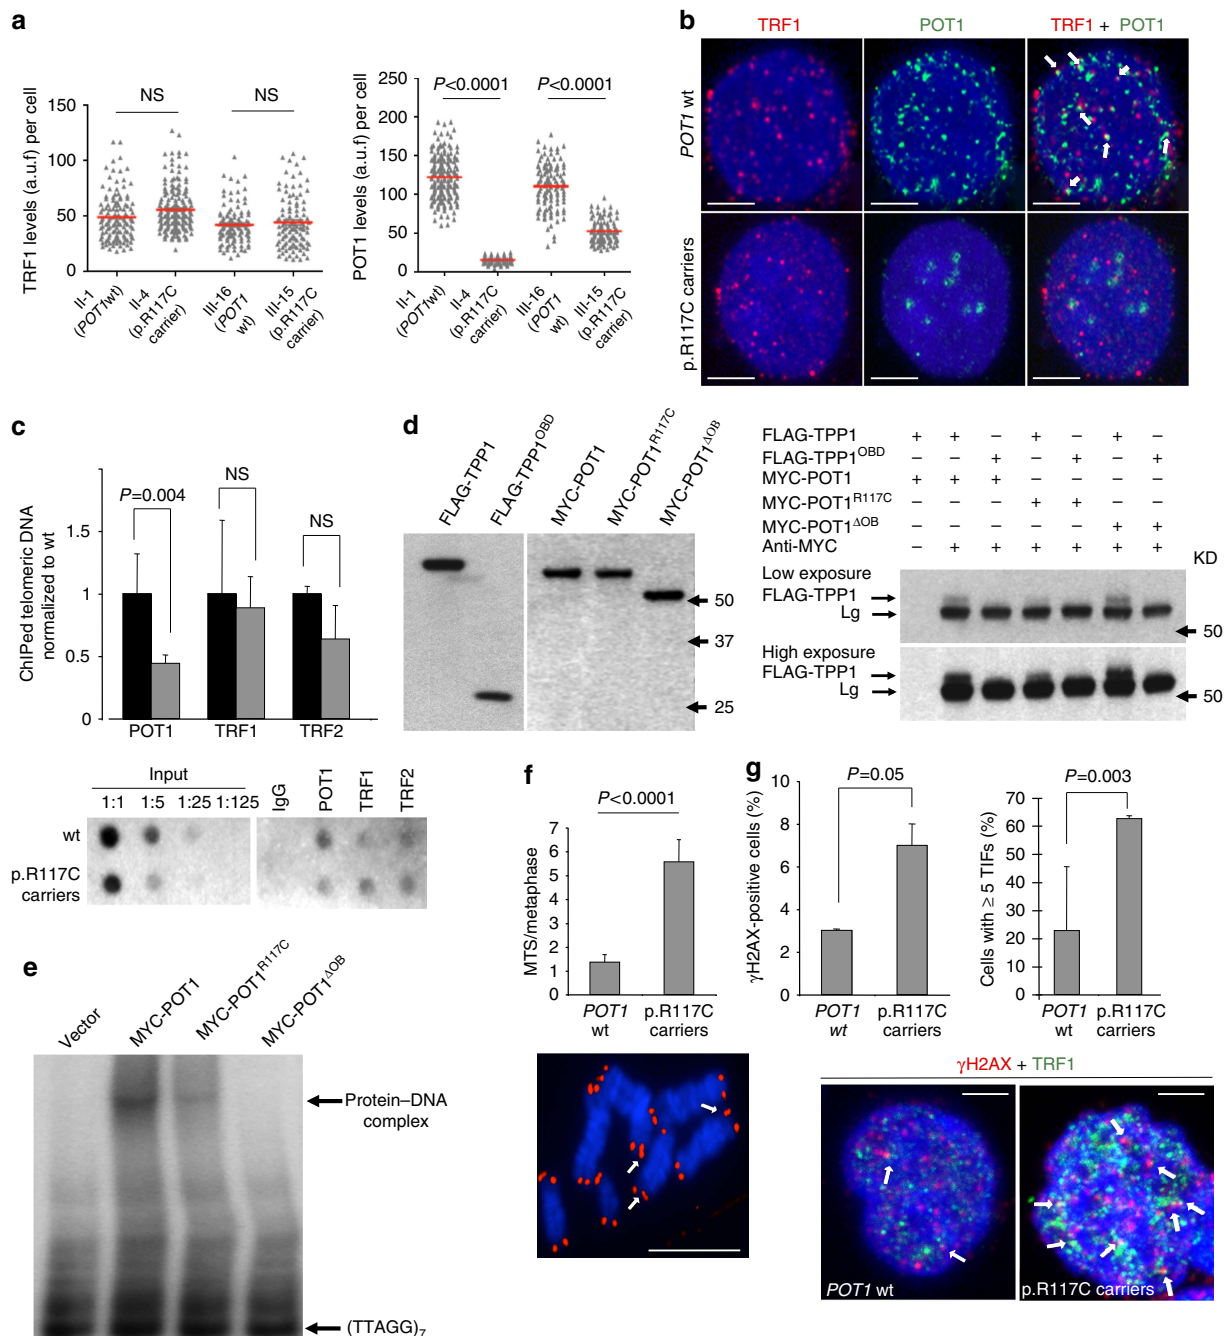 a
TRF1 levels (a.u.f) per cell
150
100
50
0
NS
NS
II-1
(POT1wt)
II-4
(p.R117C
carrier)
III-16
(POT1
wt)
III-15
(p.R117C
carrier)
POT1 levels (a.u.f) per cell
250
200
150
100
50
0
P<0.0001
P<0.0001
II-1
(POT1wt)
II-4
(p.R117C
carrier)
III-16
(POT1
wt)
III-15
(p.R117C
carrier)
b
TRF1
POT1
TRF1 + POT1
POT1 wt
p.R117C carriers
c
ChIPed telomeric DNA
normalized to wt
1.5
1
0.5
0
P=0.004
NS
NS
POT1
TRF1
TRF2
Input
1:1 1:5 1:25 1:125
IgG
POT1
TRF1
TRF2
wt
p.R117C
carriers
d
FLAG-TPP1
FLAG-TPP1OBD
MYC-POT1
MYC-POT1R117C
MYC-POT1ΔOB
50
37
25
FLAG-TPP1 + + – + – + –
FLAG-TPP1OBD – – + – + – +
MYC-POT1 + + + – – – –
MYC-POT1R117C – – – + + – –
MYC-POT1ΔOB – – – – – + +
Anti-MYC – + + + + + +
KD
Low exposure
FLAG-TPP1
Lg
50
High exposure
FLAG-TPP1
Lg
50
e
Vector
MYC-POT1
MYC-POT1R117C
MYC-POT1ΔOB
Protein–DNA
complex
(TTAGG)7
f
P<0.0001
MTS/metaphase
7
6
5
4
3
2
1
0
POT1
wt
p.R117C
carriers
g
γH2AX-positive cells (%)
10
8
6
4
2
0
P=0.05
POT1
wt
p.R117C
carriers
Cells with ≥ 5 TIFs (%)
70
60
50
40
30
20
10
0
P=0.003
POT1
wt
p.R117C
carriers
γH2AX + TRF1
POT1 wt
p.R117C carriers